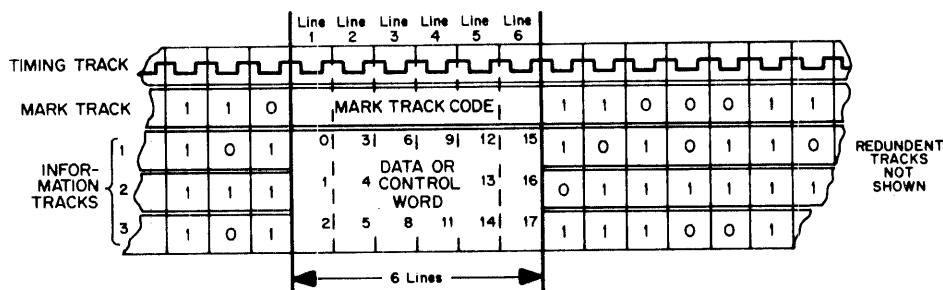 Line Line Line Line Line Line
1 2 3 4 5 6
TIMING TRACK
MARK TRACK 1 1 0 MARK TRACK CODE 1 1 0 0 0 1 1
1 1 0 1 0 3 6 9 12 15 1 0 1 0 1 1 0
INFOR-
MATION
TRACKS
2 1 1 1 1 4 DATA OR CONTROL WORD 13 16 0 1 1 1 1 1 1
3 1 0 1 2 5 8 11 14 17 1 1 1 0 0 1
REDUNDENT
TRACKS
NOT
SHOWN
6 Lines